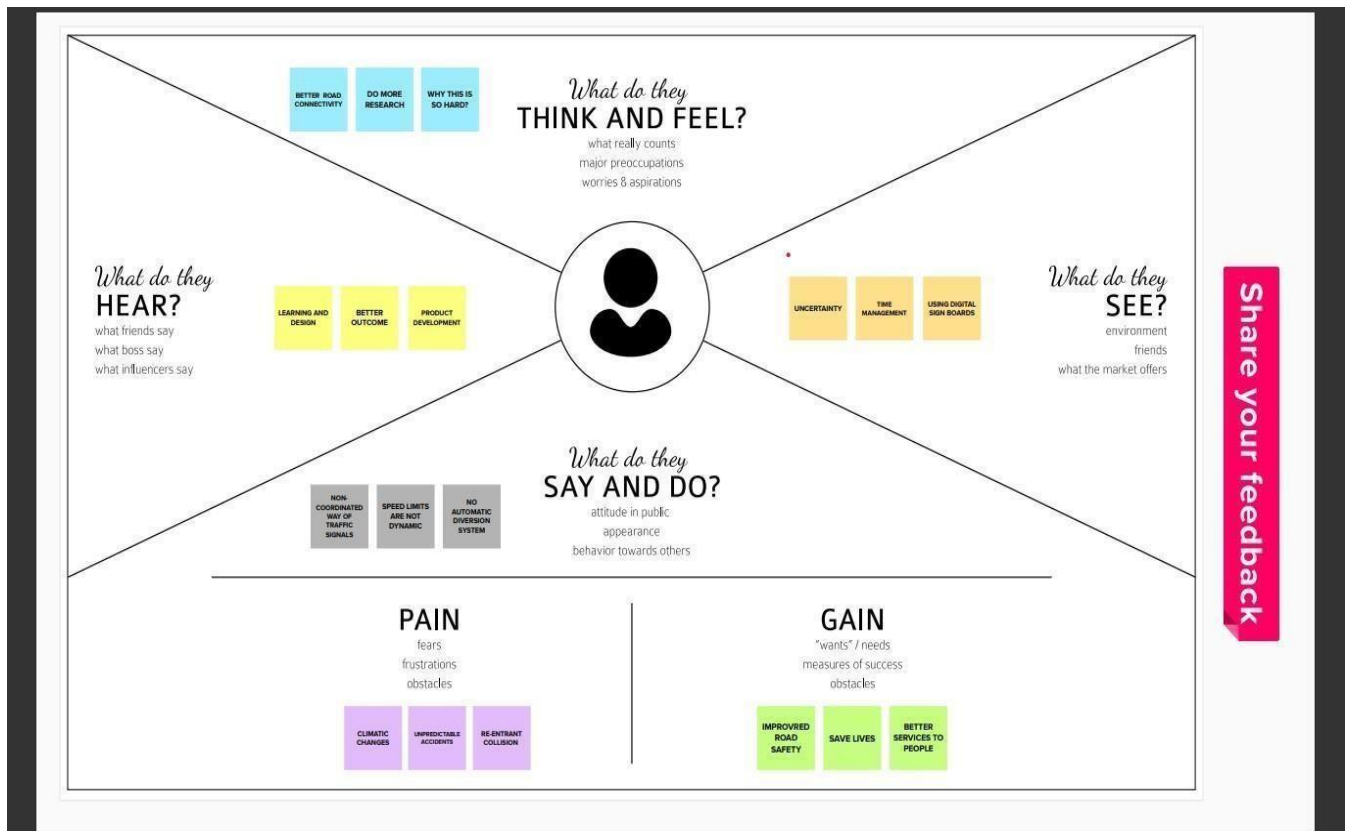 BETTER ROAD
CONNECTIVITY
DO MORE
RESEARCH
WHY THIS IS
SO HARD?
What do they
THINK AND FEEL?
what really counts
major preoccupations
worries & aspirations
What do they
HEAR?
what friends say
what boss say
what influencers say
LEARNING AND
DESIGN
BETTER
OUTCOME
PRODUCT
DEVELOPMENT
UNCERTAINTY
TIME
MANAGEMENT
USING DIGITAL
SIGN BOARDS
What do they
SEE?
environment
friends
what the market offers
What do they
SAY AND DO?
attitude in public
appearance
behavior towards others
NON-
COORDINATED
WAY OF
TRAFFIC
SIGNALS
SPEED LIMITS
ARE NOT
DYNAMIC
NO
AUTOMATIC
DIVERSION
SYSTEM
PAIN
fears
frustrations
obstacles
CLIMATIC
CHANGES
UNPREDICTABLE
ACCIDENTS
RE-ENTRANT
COLLISION
GAIN
"wants" / needs
measures of success
obstacles
IMPROVRED
ROAD
SAFETY
SAVE LIVES
BETTER
SERVICES TO
PEOPLE
Share your feedback